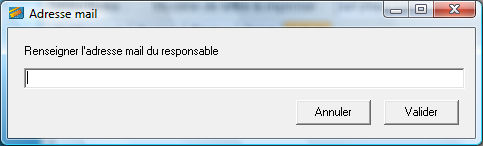 Adresse mail
Renseigner l'adresse mail du responsable
Annuler
Valider